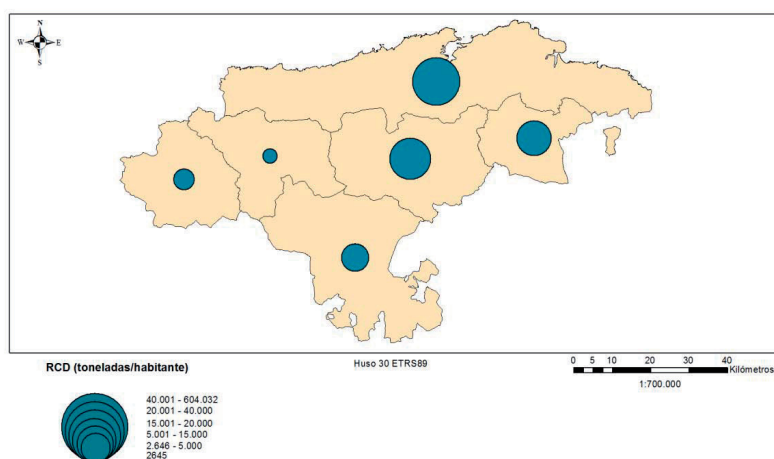 N
W E
S
Huso 30 ETRS89
RCD (toneladas/habitante)
40.001 - 604.032
20.001 - 40.000
15.001 - 20.000
5.001 - 15.000
2.646 - 5.000
2645
0 5 10 20 30 40
Kilómetros
1:700.000